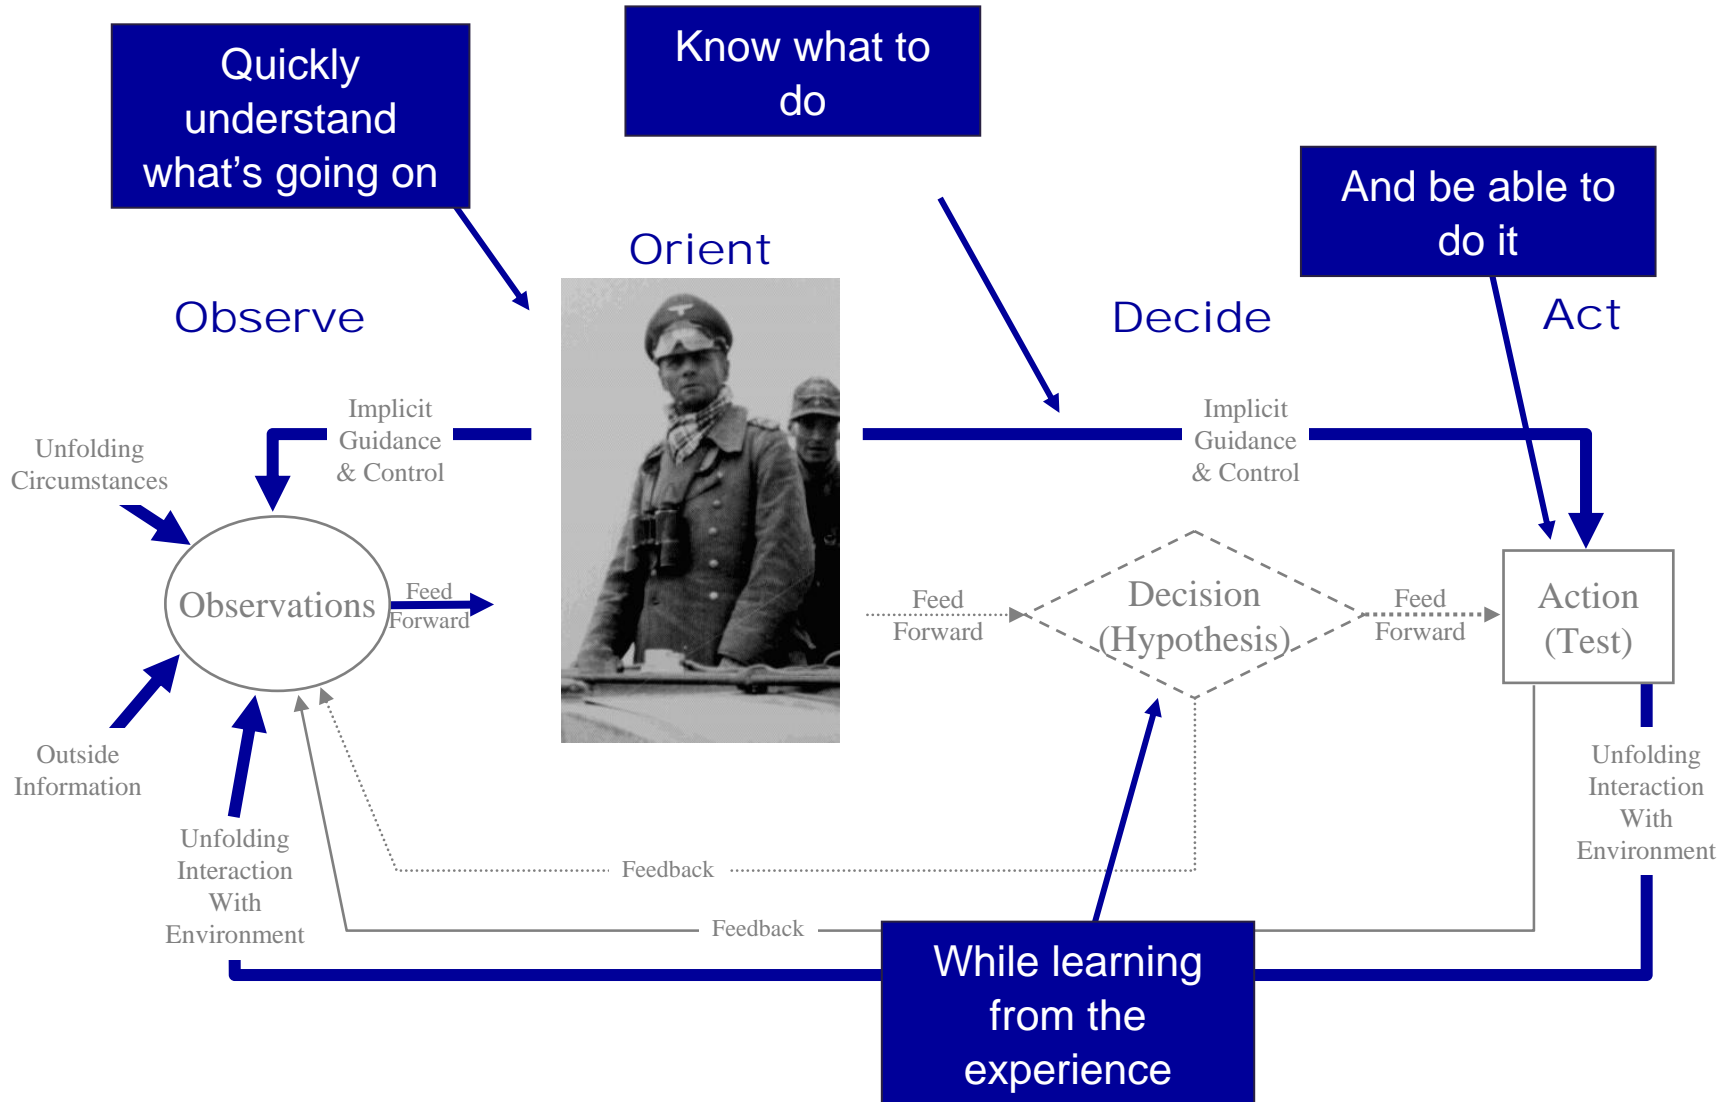 Quickly
understand
what's going on
Know what to
do
And be able to
do it
Orient
Observe
Decide
Act
Implicit
Guidance
& Control
Implicit
Guidance
& Control
Unfolding
Circumstances
Observations
Feed
Forward
Feed
Forward
Decision
(Hypothesis)
Feed
Forward
Action
(Test)
Outside
Information
Unfolding
Interaction
With
Environment
Unfolding
Interaction
With
Environment
Feedback
Feedback
While learning
from the
experience